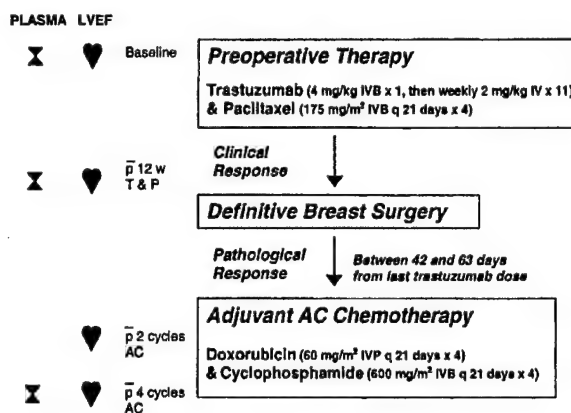 PLASMA LVEF
Baseline
Preoperative Therapy
Trastuzumab (4 mg/kg IVB x 1, then weekly 2 mg/kg IV x 11)
& Paclitaxel (175 mg/m² IVB q 21 days x 4)
Clinical
Response
p̄ 12 w
T & P
Definitive Breast Surgery
Pathological
Response
Between 42 and 63 days
from last trastuzumab dose
Adjuvant AC Chemotherapy
p̄ 2 cycles
AC
Doxorubicin (60 mg/m² IVP q 21 days x 4)
& Cyclophosphamide (600 mg/m² IVB q 21 days x 4)
p̄ 4 cycles
AC